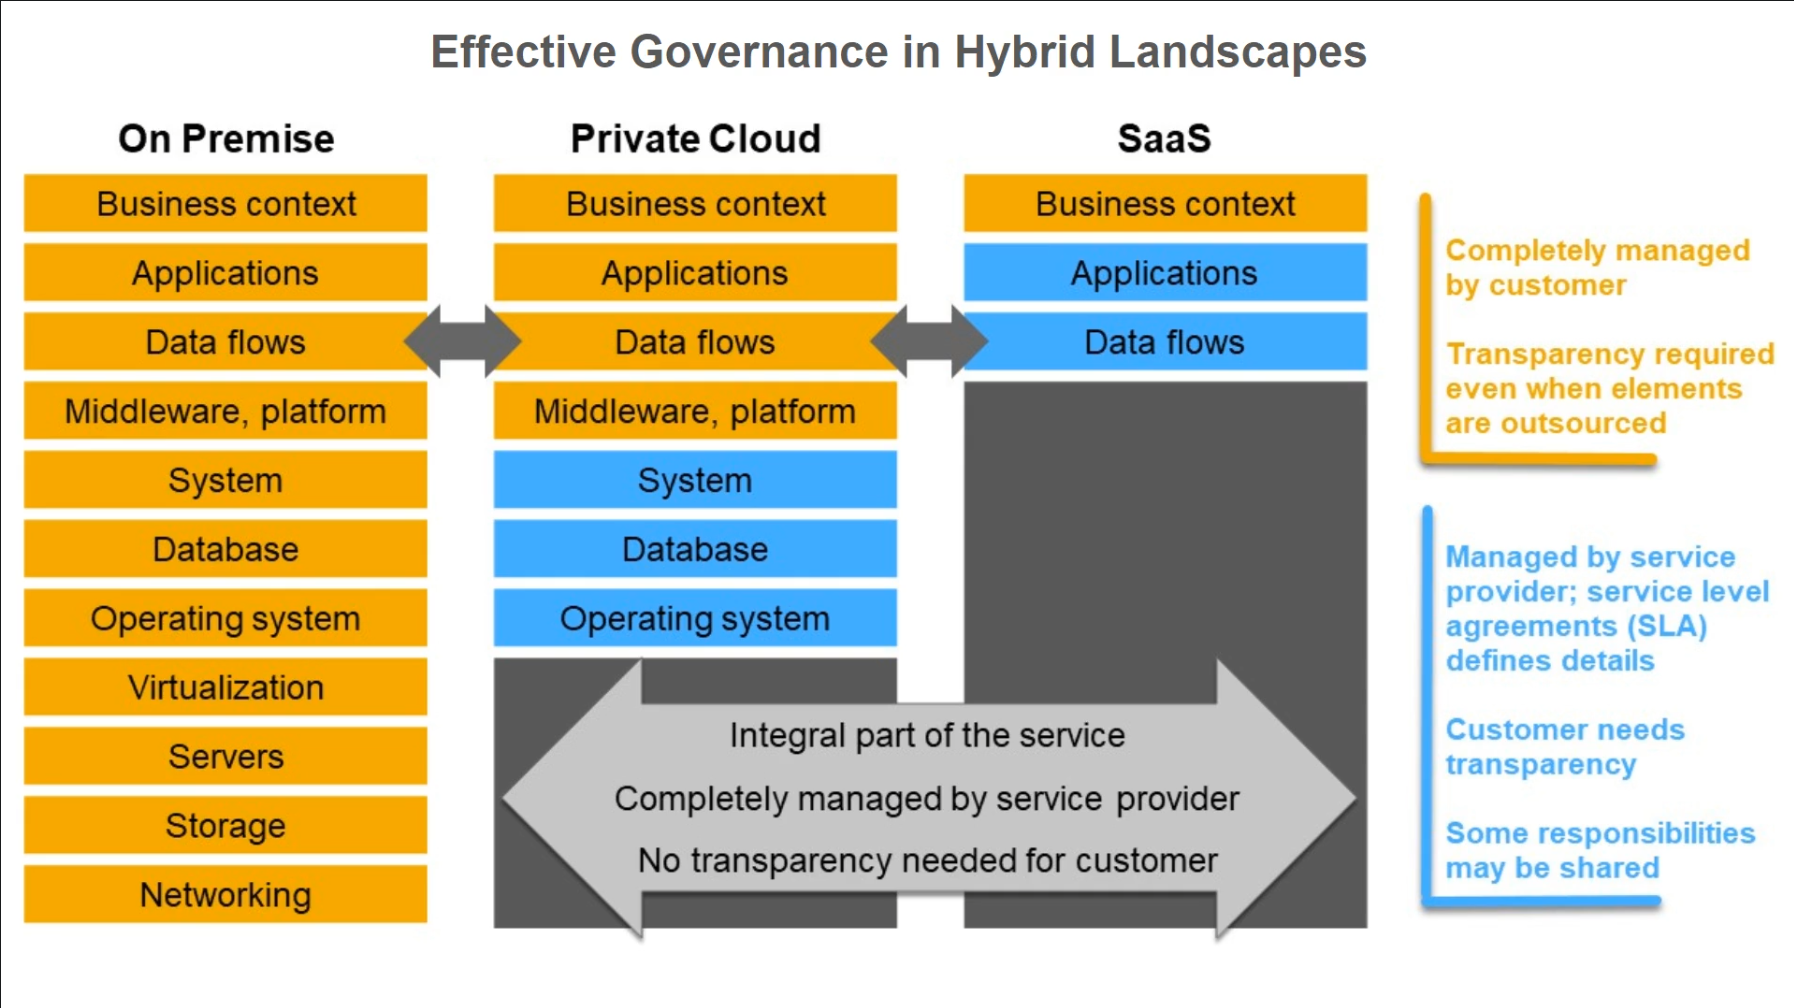 Effective Governance in Hybrid Landscapes
On Premise
Business context
Applications
Data flows
Middleware, platform
System
Database
Operating system
Virtualization
Servers
Storage
Networking
Private Cloud
Business context
Applications
Data flows
Middleware, platform
System
Database
Operating system
SaaS
Business context
Applications
Data flows
Integral part of the service
Completely managed by service provider
No transparency needed for customer
Completely managed
by customer
Transparency required
even when elements
are outsourced
Managed by service
provider; service level
agreements (SLA)
defines details
Customer needs
transparency
Some responsibilities
may be shared